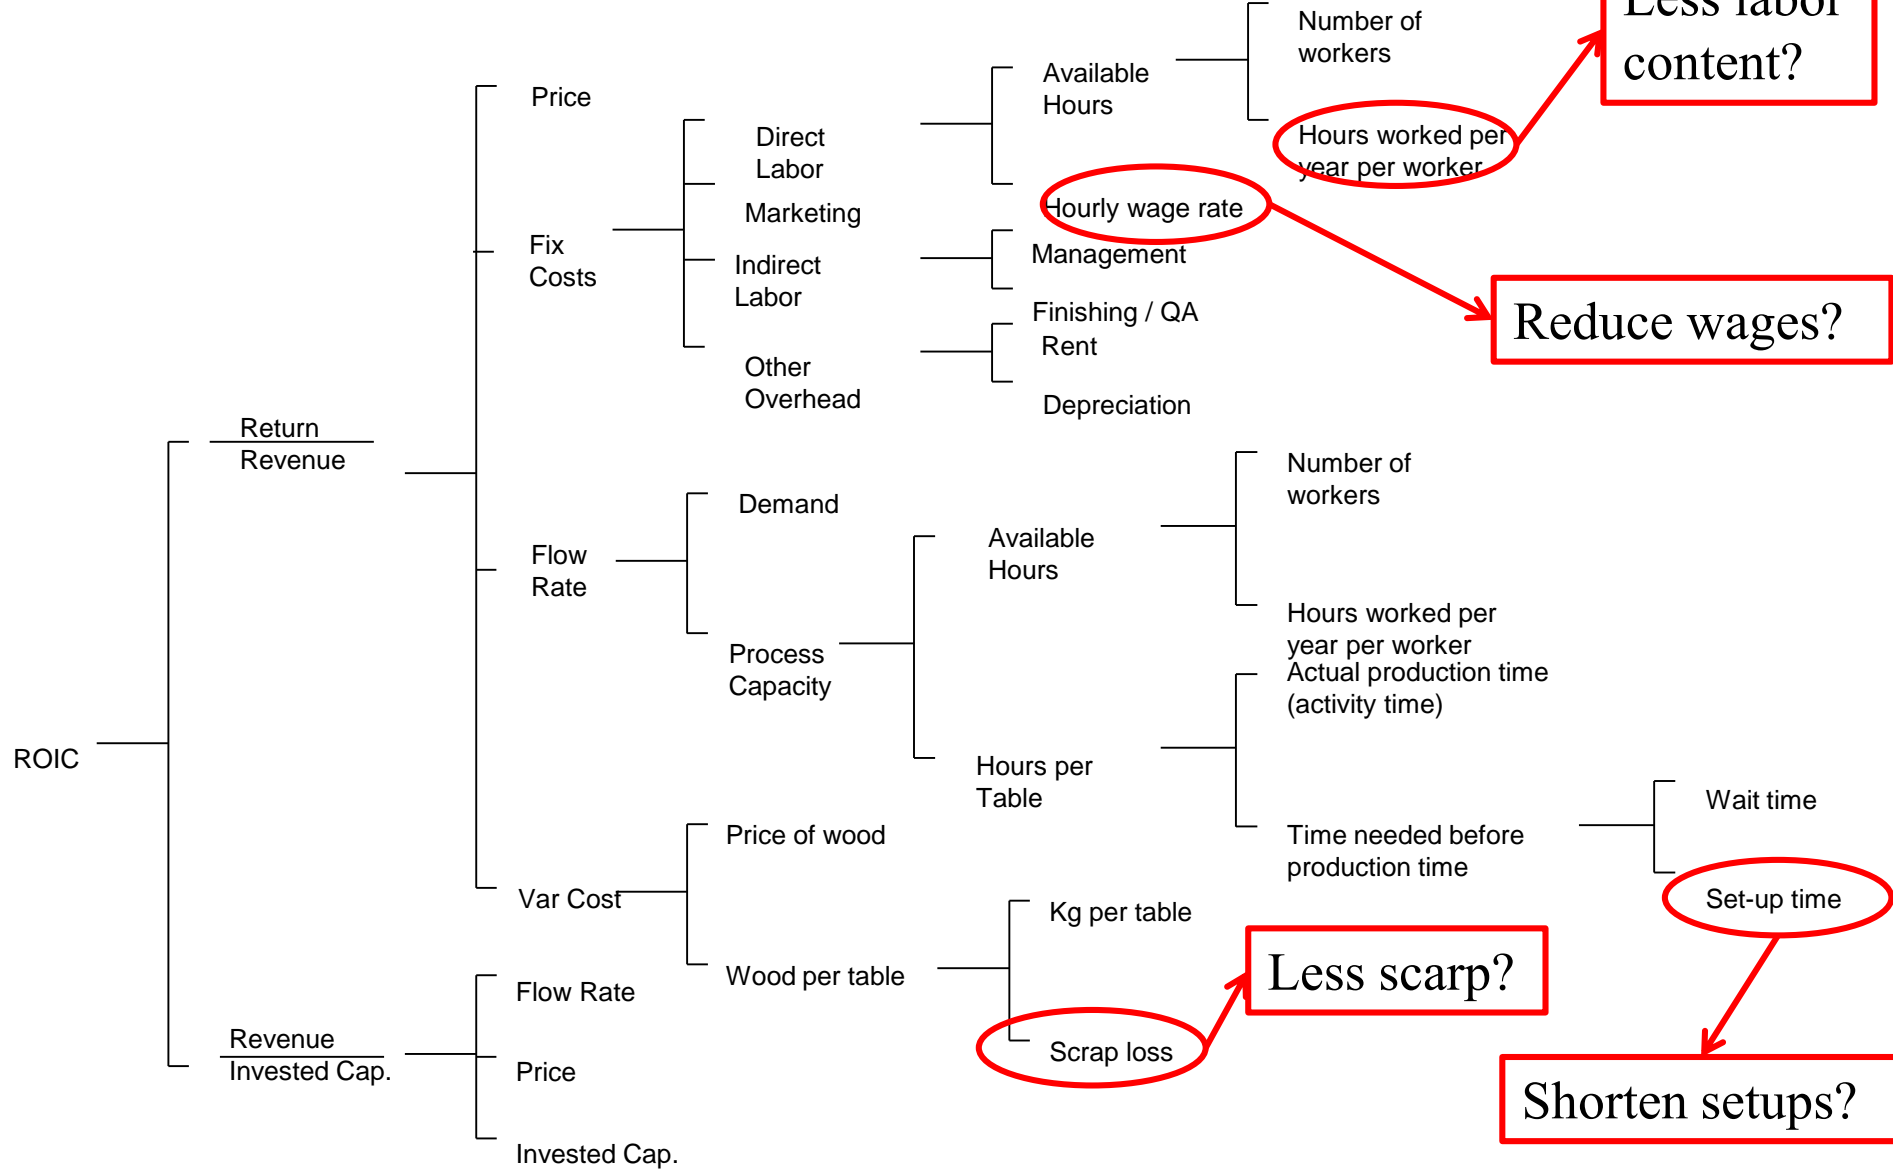 Less labor
content?
Number of
workers
Hours worked per
year per worker
Available
Hours
Hourly wage rate
Reduce wages?
Price
Direct
Labor
Marketing
Fix
Costs
Indirect
Labor
Management
Finishing / QA
Other
Overhead
Rent
Depreciation
Return
Revenue
Demand
Flow
Rate
Process
Capacity
Available
Hours
Number of
workers
Hours worked per
year per worker
Actual production time
(activity time)
Hours per
Table
Time needed before
production time
Wait time
Set-up time
Shorten setups?
ROIC
Var Cost
Price of wood
Wood per table
Kg per table
Scrap loss
Less scarp?
Revenue
Invested Cap.
Flow Rate
Price
Invested Cap.